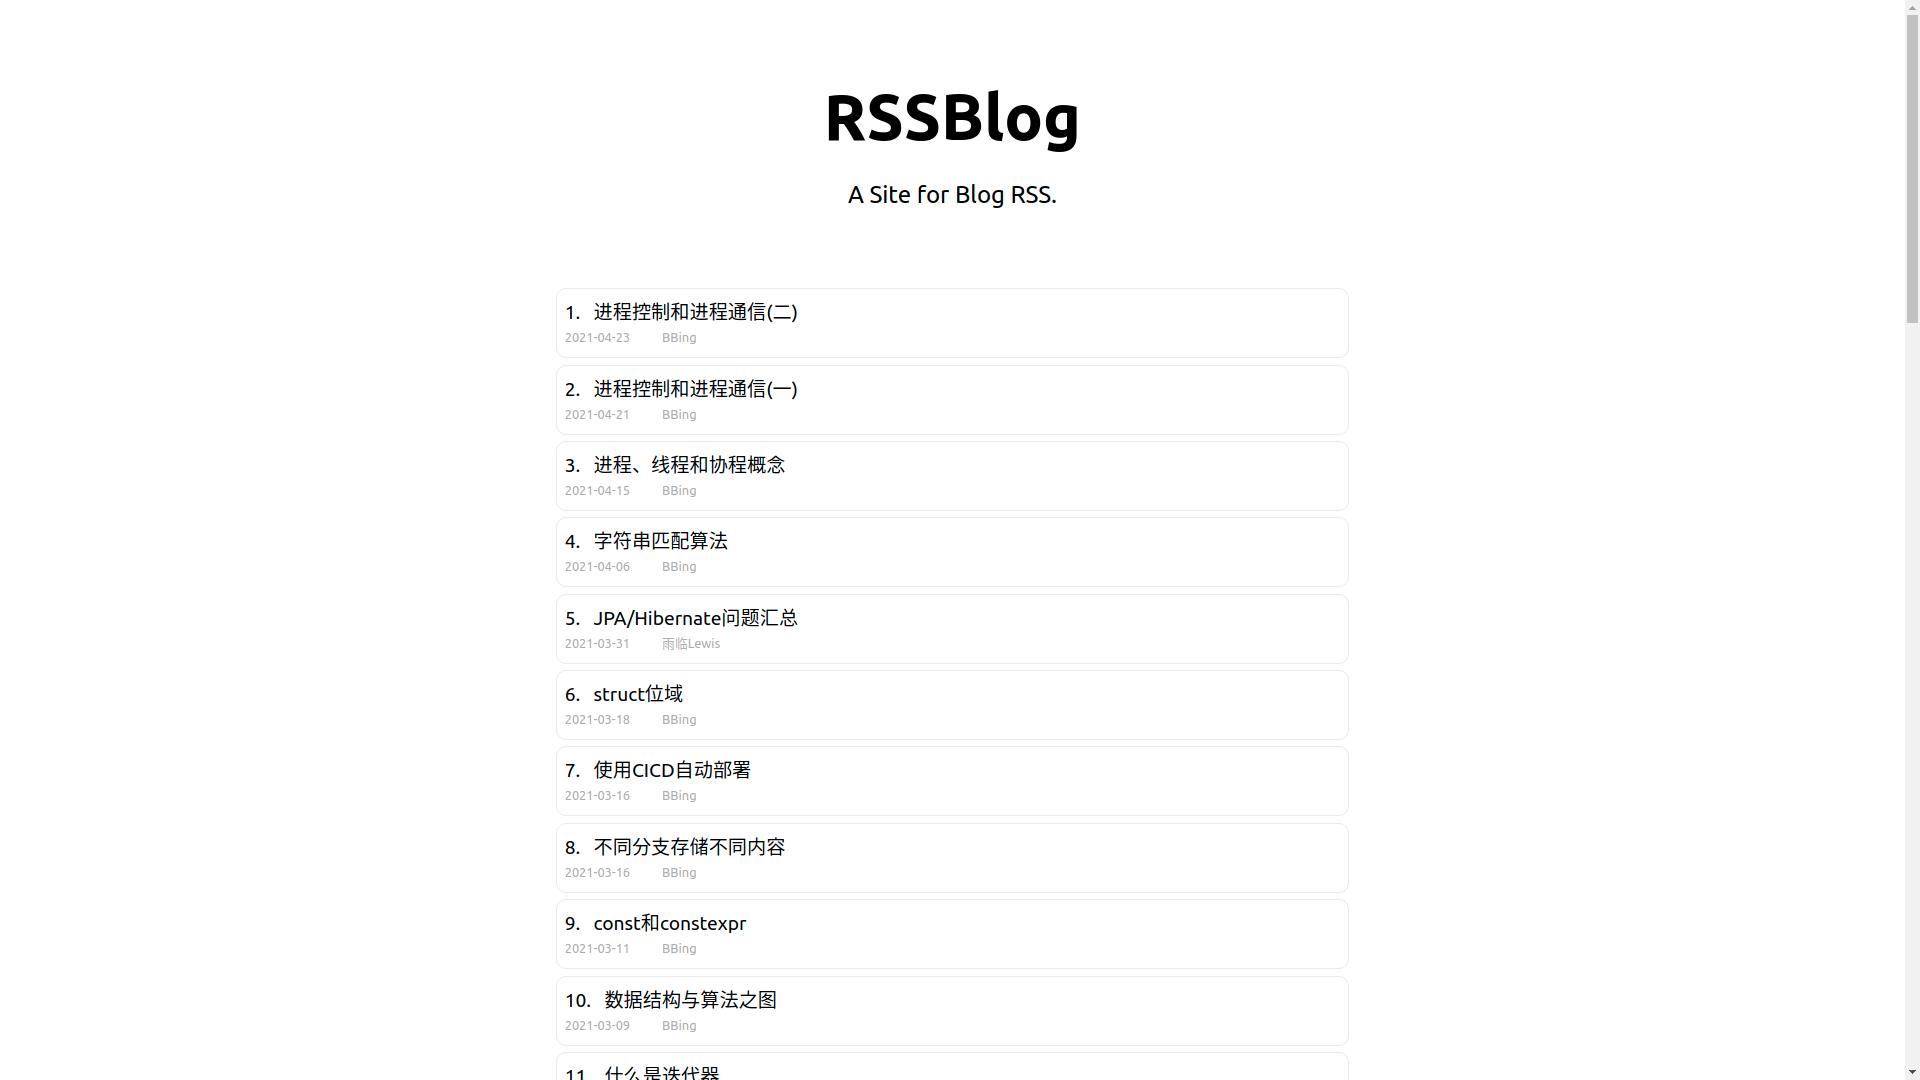 RSSBlog
A Site for Blog RSS.
1. 进程控制和进程通信(二)
2021-04-23 BBing
2. 进程控制和进程通信(一)
2021-04-21 BBing
3. 进程、线程和协程概念
2021-04-15 BBing
4. 字符串匹配算法
2021-04-06 BBing
5. JPA/Hibernate问题汇总
2021-03-31 雨临Lewis
6. struct位域
2021-03-18 BBing
7. 使用CICD自动部署
2021-03-16 BBing
8. 不同分支存储不同内容
2021-03-16 BBing
9. const和constexpr
2021-03-11 BBing
10. 数据结构与算法之图
2021-03-09 BBing
11. 什么是迭代器